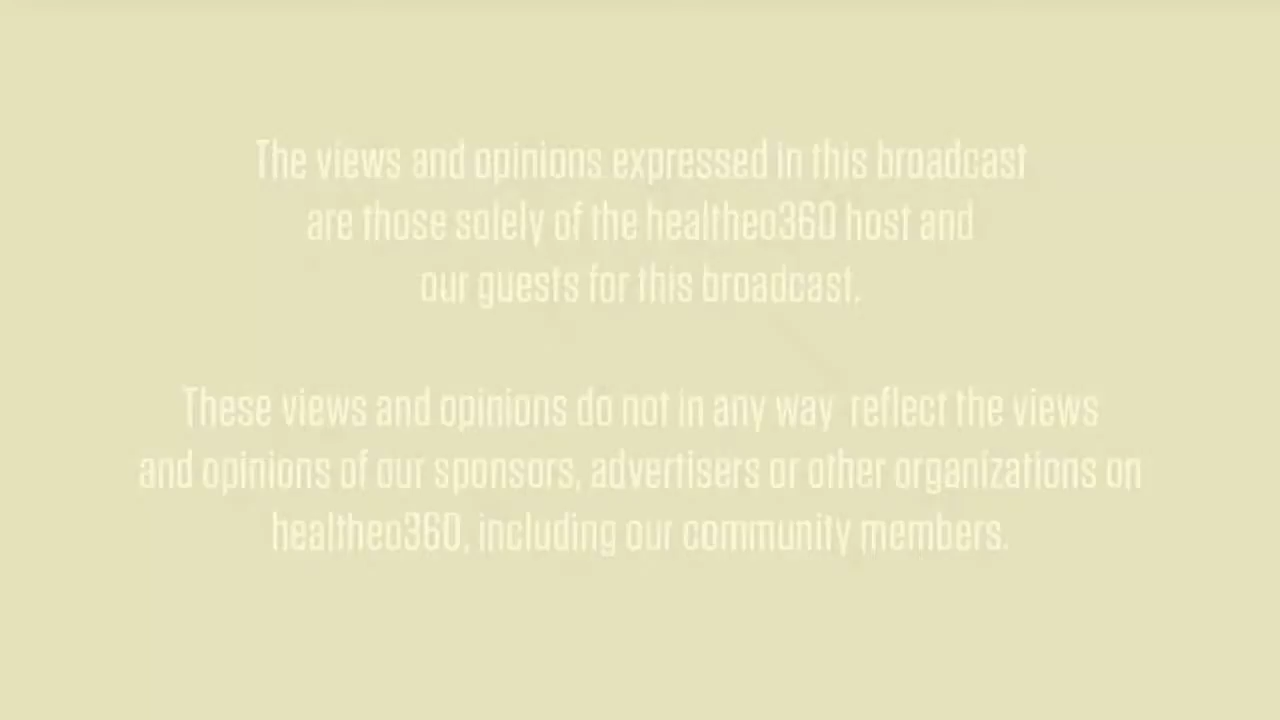 The views and opinions expressed in this broadcast
are those solely of the healtheo360 host and
our guests for this broadcast.
These views and opinions do not in any way reflect the views
and opinions of our sponsors, advertisers or other organizations on
healtheo360, including our community members.